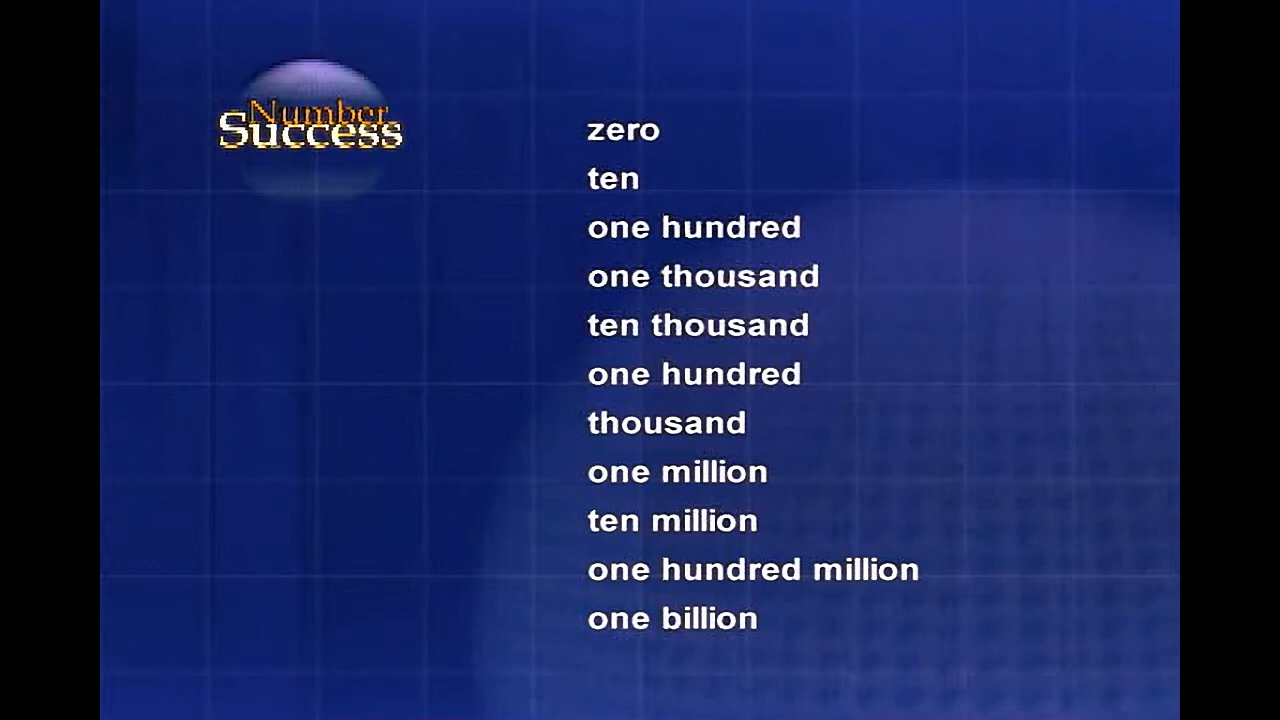 Number
Success
zero
ten
one hundred
one thousand
ten thousand
one hundred
thousand
one million
ten million
one hundred million
one billion